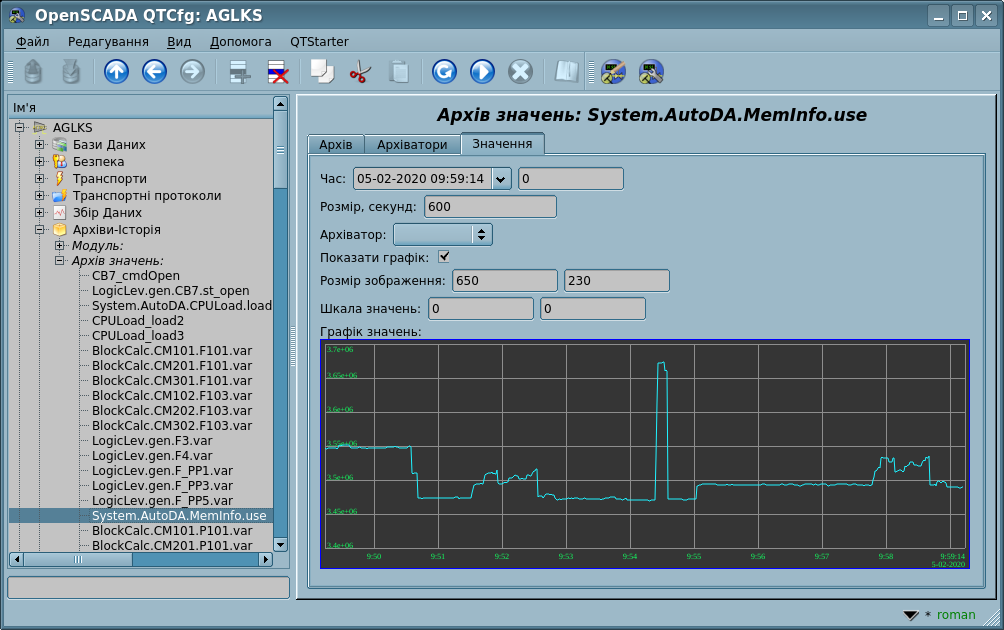 OpenSCADA QTCfg: AGLKS
Файл Редагування Вид Допомога QTStarter
Ім'я
AGLKS
Бази Даних
Безпека
Транспорти
Транспортні протоколи
Збір Даних
Архіви-Історія
Модуль:
Архів значень:
CB7_cmdOpen
LogicLev.gen.CB7.st_open
System.AutoDA.CPULoad.load
CPULoad_load2
CPULoad_load3
BlockCalc.CM101.F101.var
BlockCalc.CM201.F101.var
BlockCalc.CM301.F101.var
BlockCalc.CM102.F103.var
BlockCalc.CM202.F103.var
BlockCalc.CM302.F103.var
LogicLev.gen.F3.var
LogicLev.gen.F4.var
LogicLev.gen.F_PP1.var
LogicLev.gen.F_PP3.var
LogicLev.gen.F_PP5.var
System.AutoDA.MemInfo.use
BlockCalc.CM101.P101.var
BlockCalc.CM201.P101.var
Архів значень: System.AutoDA.MemInfo.use
Архів Архіватори Значення
Час: 05-02-2020 09:59:14 0
Розмір, секунд: 600
Архіватор:
Показати графік:
Розмір зображення: 650 230
Шкала значень: 0 0
Графік значень:
3.7e+06
3.65e+06
3.6e+06
3.55e+06
3.5e+06
3.45e+06
3.4e+06
9:50 9:51 9:52 9:53 9:54 9:55 9:56 9:57 9:58 9:59:14
5-02-2020
* roman